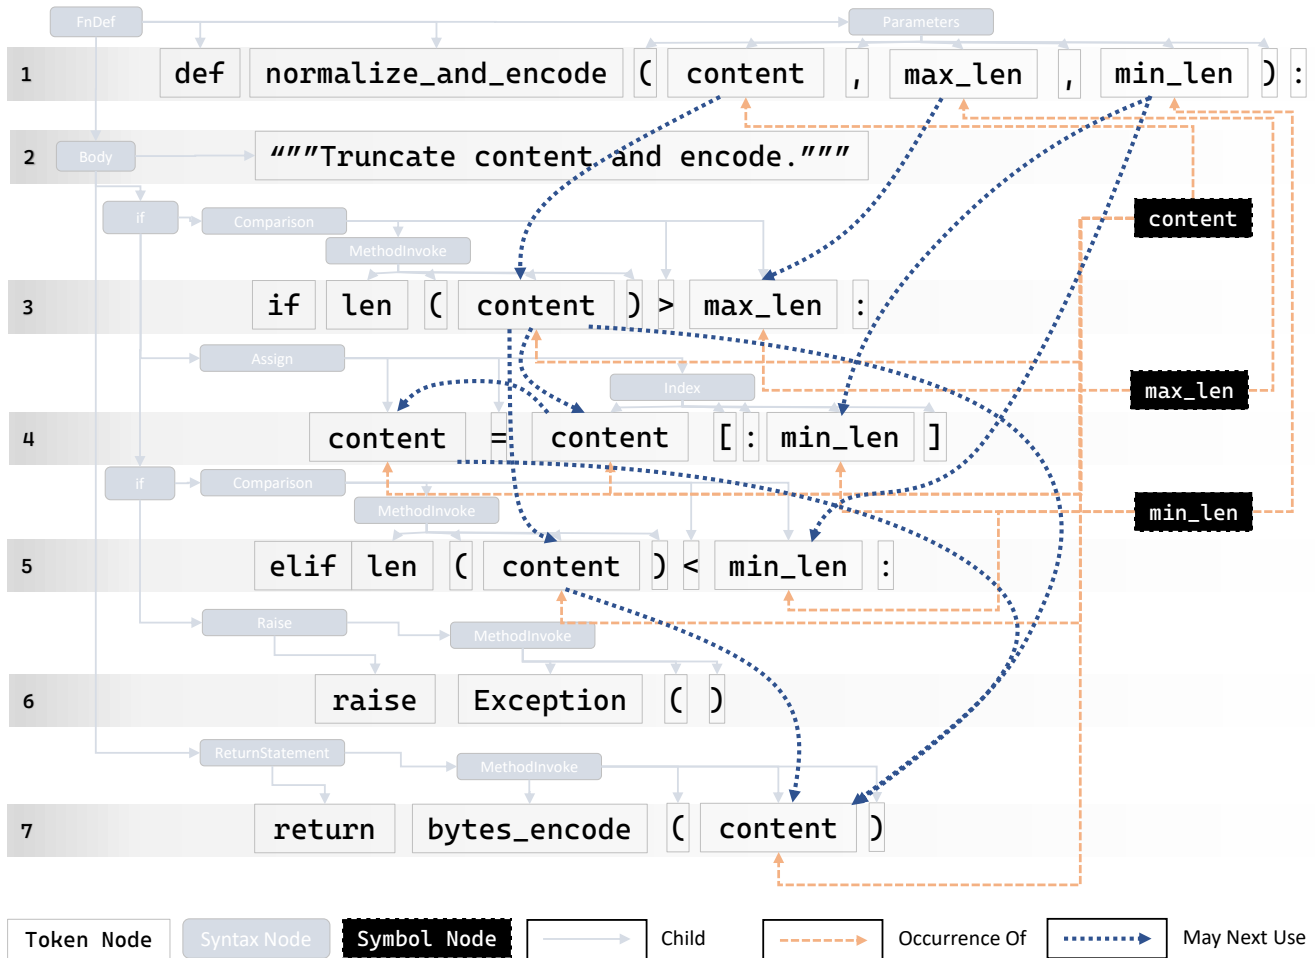 FnDef Parameters
1 def normalize_and_encode ( content , max_len , min_len ) :
2 Body “””Truncate content and encode.”””
if Comparison content
MethodInvoke
3 if len ( content ) > max_len :
Assign Index max_len
4 content = content [ : min_len ]
if Comparison
MethodInvoke min_len
5 elif len ( content ) < min_len :
Raise MethodInvoke
6 raise Exception ( )
ReturnStatement MethodInvoke
7 return bytes_encode ( content )
Token Node Syntax Node Symbol Node Child Occurrence Of May Next Use